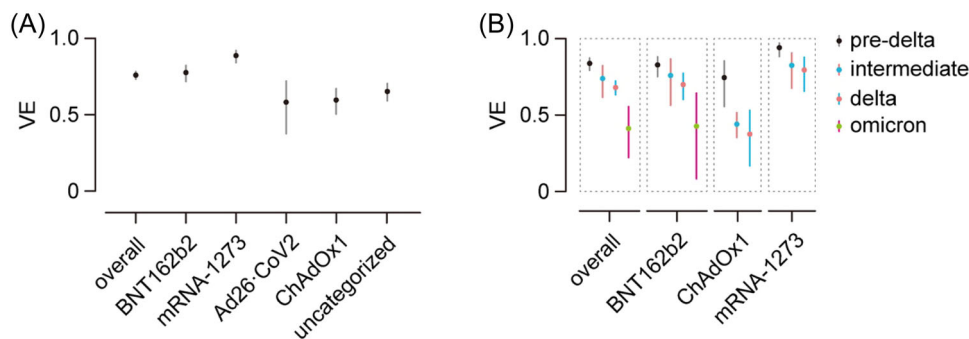 (A)
1.0
0.5
0
VE
overall
BNT162b2
mRNA-1273
Ad26·CoV2
ChAdOx1
uncategorized
(B)
1.0
0.5
0
VE
overall
BNT162b2
ChAdOx1
mRNA-1273
pre-delta
intermediate
delta
omicron